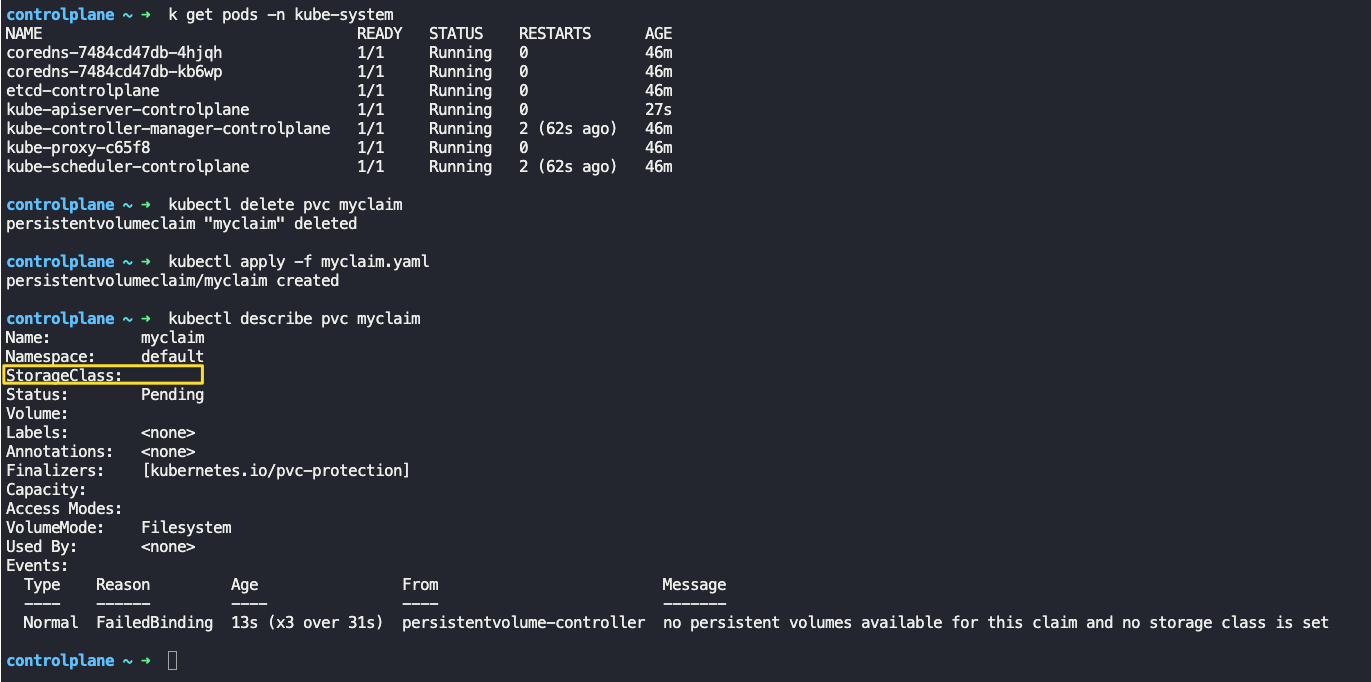 controlplane ~ ➜  k get pods -n kube-system
NAME                                   READY   STATUS    RESTARTS      AGE
coredns-7484cd47db-4hjqh               1/1     Running   0             46m
coredns-7484cd47db-kb6wp               1/1     Running   0             46m
etcd-controlplane                      1/1     Running   0             46m
kube-apiserver-controlplane            1/1     Running   0             27s
kube-controller-manager-controlplane   1/1     Running   2 (62s ago)   46m
kube-proxy-c65f8                       1/1     Running   0             46m
kube-scheduler-controlplane            1/1     Running   2 (62s ago)   46m
controlplane ~ ➜  kubectl delete pvc myclaim
persistentvolumeclaim "myclaim" deleted
controlplane ~ ➜  kubectl apply -f myclaim.yaml
persistentvolumeclaim/myclaim created
controlplane ~ ➜  kubectl describe pvc myclaim
Name:          myclaim
Namespace:     default
StorageClass:
Status:        Pending
Volume:
Labels:        <none>
Annotations:   <none>
Finalizers:    [kubernetes.io/pvc-protection]
Capacity:
Access Modes:
VolumeMode:    Filesystem
Used By:       <none>
Events:
  Type    Reason         Age                From                         Message
  ----    ------         ----               ----                         -------
  Normal  FailedBinding  13s (x3 over 31s)  persistentvolume-controller  no persistent volumes available for this claim and no storage class is set
controlplane ~ ➜